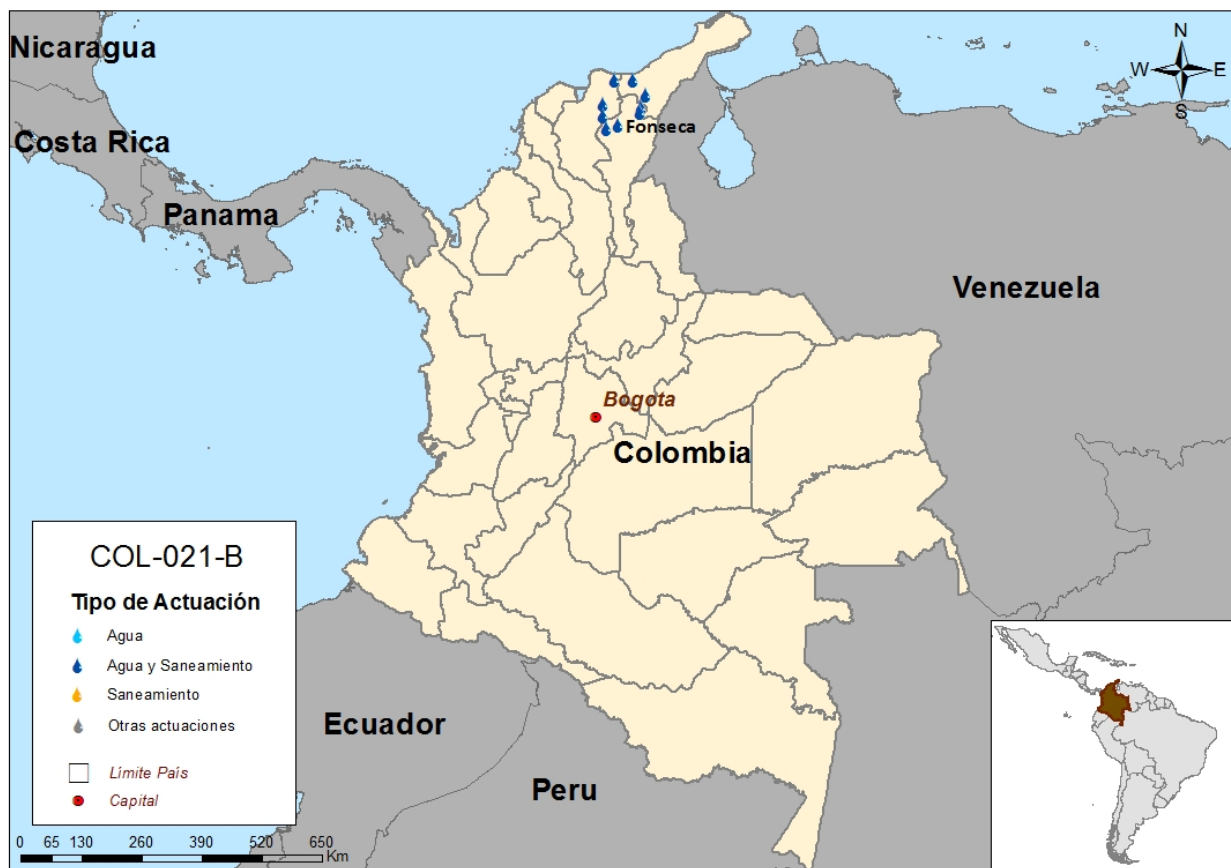 Nicaragua
N
W
E
S
Costa Rica
Fonseca
Panama
Venezuela
Bogota
Colombia
COL-021-B
Tipo de Actuación
Agua
Agua y Saneamiento
Saneamiento
Otras actuaciones
Límite País
Capital
Ecuador
Peru
0 65 130 260 390 520 650
Km